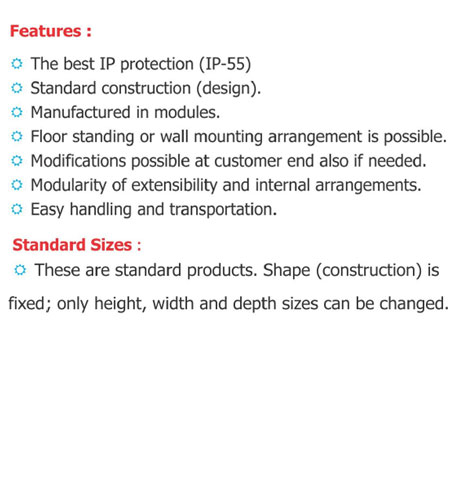 Features :
The best IP protection (IP-55)
Standard construction (design).
Manufactured in modules.
Floor standing or wall mounting arrangement is possible.
Modifications possible at customer end also if needed.
Modularity of extensibility and internal arrangements.
Easy handling and transportation.
Standard Sizes :
These are standard products. Shape (construction) is
fixed; only height, width and depth sizes can be changed.